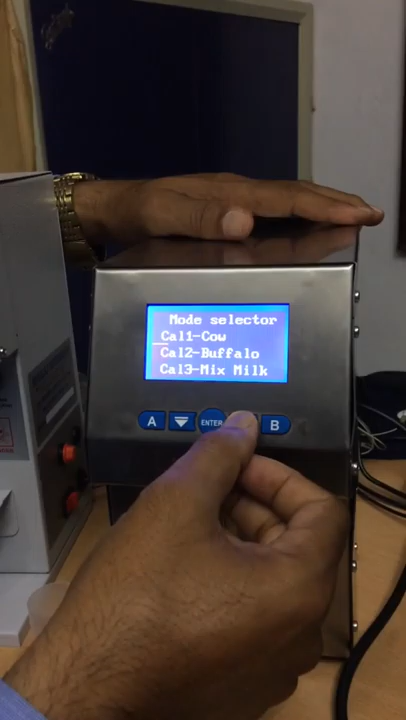 Mode selector
Cal1-Cow
Cal2-Buffalo
Cal3-Mix Milk
A ENTER B